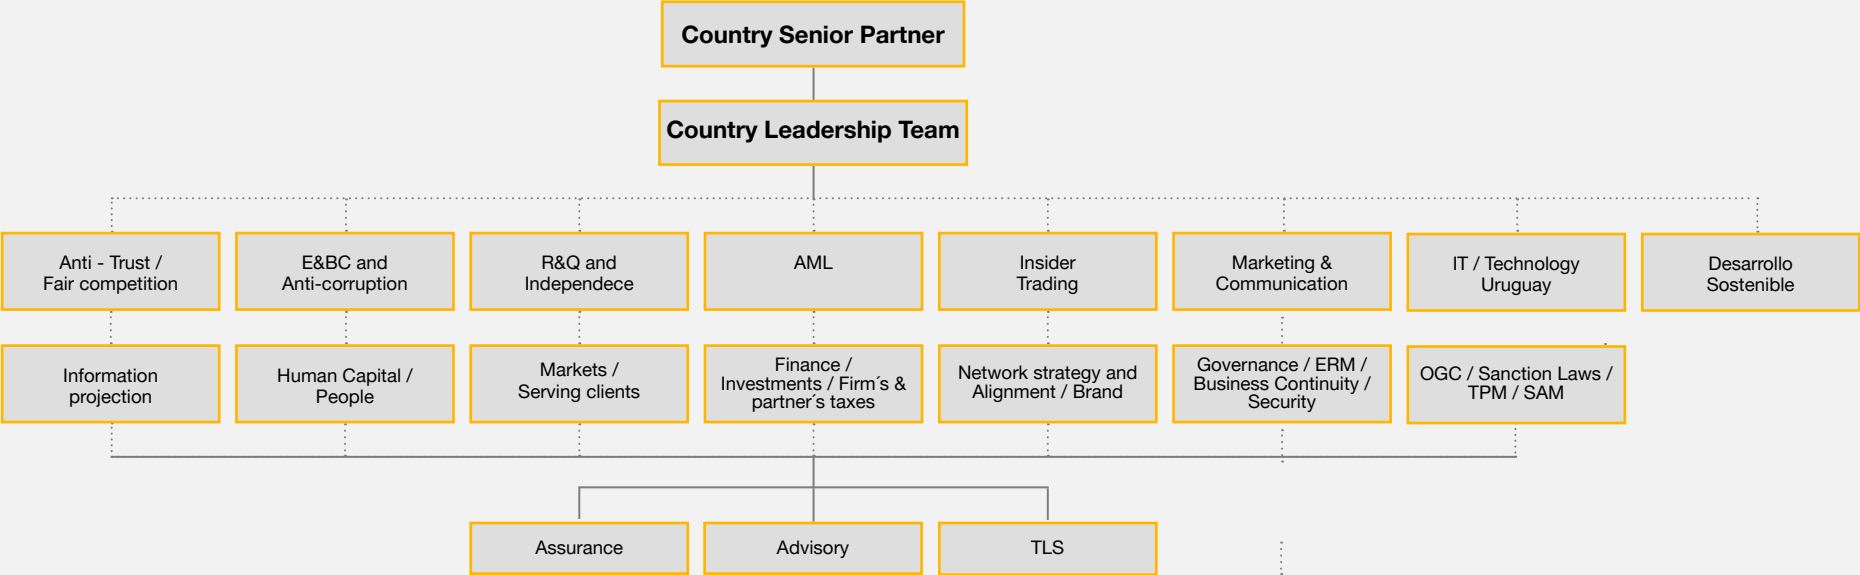 Country Senior Partner
Country Leadership Team
Anti - Trust /
Fair competition
E&BC and
Anti-corruption
R&Q and
Independece
AML
Insider
Trading
Marketing &
Communication
IT / Technology
Uruguay
Desarrollo
Sostenible
Information
projection
Human Capital /
People
Markets /
Serving clients
Finance /
Investments / Firm´s &
partner´s taxes
Network strategy and
Alignment / Brand
Governance / ERM /
Business Continuity /
Security
OGC / Sanction Laws /
TPM / SAM
Assurance
Advisory
TLS